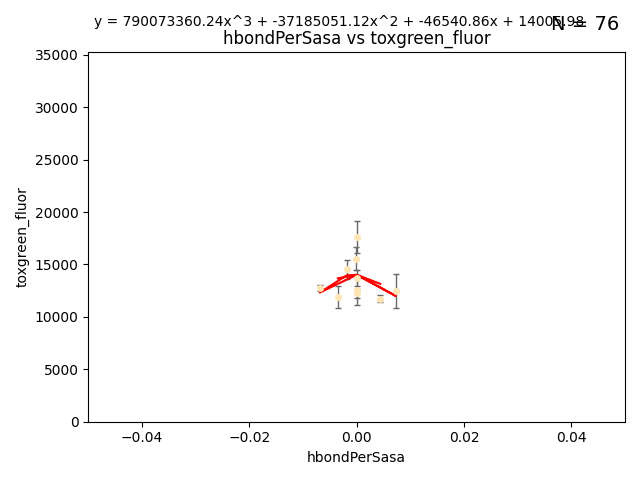 y = 790073360.24x^3 + -37185051.12x^2 + -46540.86x + 14005.98
N = 76
hbondPerSasa vs toxgreen_fluor
35000
30000
25000
20000
15000
10000
5000
0
toxgreen_fluor
−0.04
−0.02
0.00
0.02
0.04
hbondPerSasa